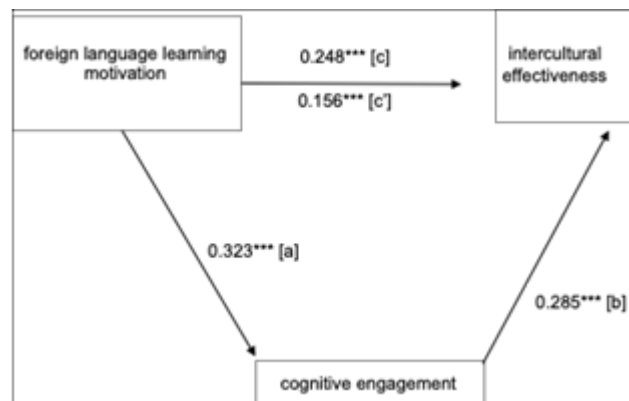 foreign language learning
motivation
0.248*** [c]
0.156*** [c']
intercultural
effectiveness
0.323*** [a]
0.285*** [b]
cognitive engagement